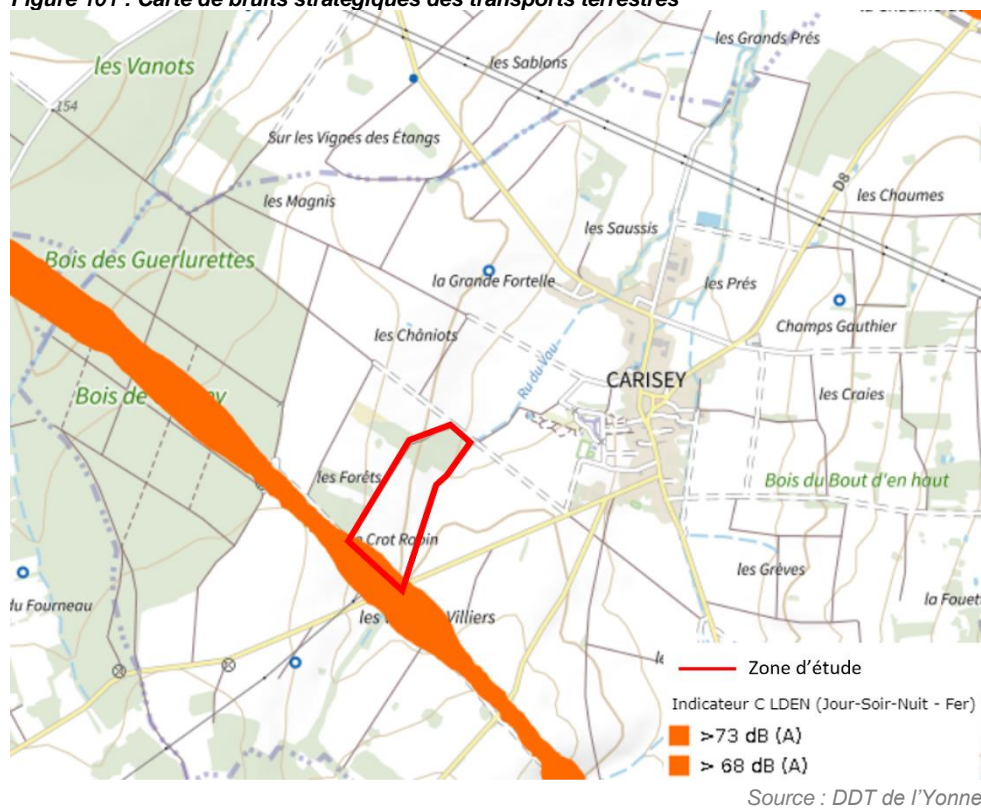 Figure 101 : Carte de bruits stratégiques des transports terrestres
les Grands Prés
les Vanots
les Sablons
154
Sur les Vignes des Étangs
D8
les Chaumes
les Magnis
les Saussis
Bois des Guerlurettes
la Grande Fortelle
les Prés
Champs Gauthier
les Châniots
Ru du Vau
CARISEY
les Craies
Bois de
les Forêts
Bois du Bout d'en haut
Crot Robin
les Grèves
du Fourneau
les
Villiers
la Fouet
Zone d'étude
Indicateur C LDEN (Jour-Soir-Nuit - Fer)
>73 dB (A)
> 68 dB (A)
Source : DDT de l'Yonne